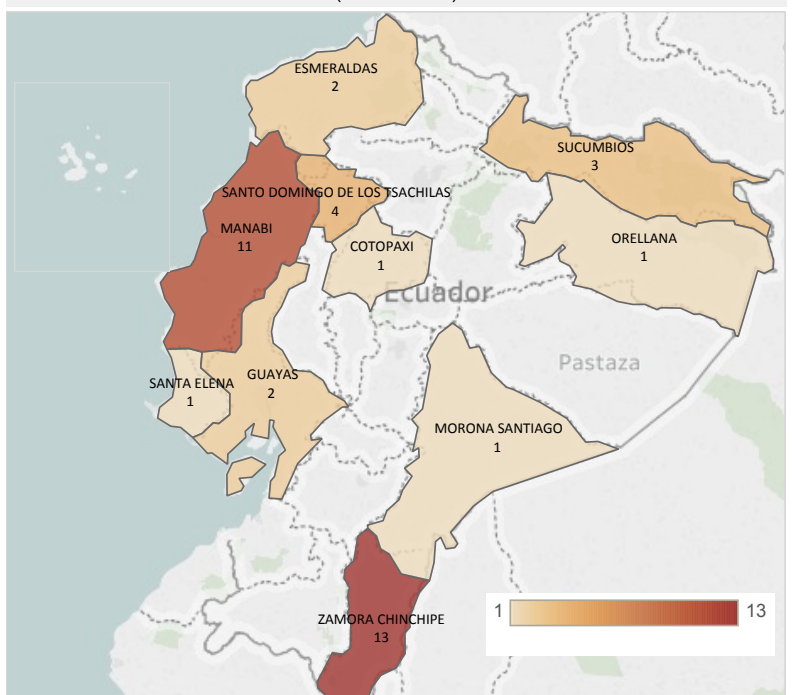 ESMERALDAS
2
SUCUMBIOS
3
SANTO DOMINGO DE LOS TSACHILAS
4
MANABI
11
COTOPAXI
1
ORELLANA
1
Ecuador
Pastaza
SANTA ELENA
1
GUAYAS
2
MORONA SANTIAGO
1
1
13
ZAMORA CHINCHIPE
13